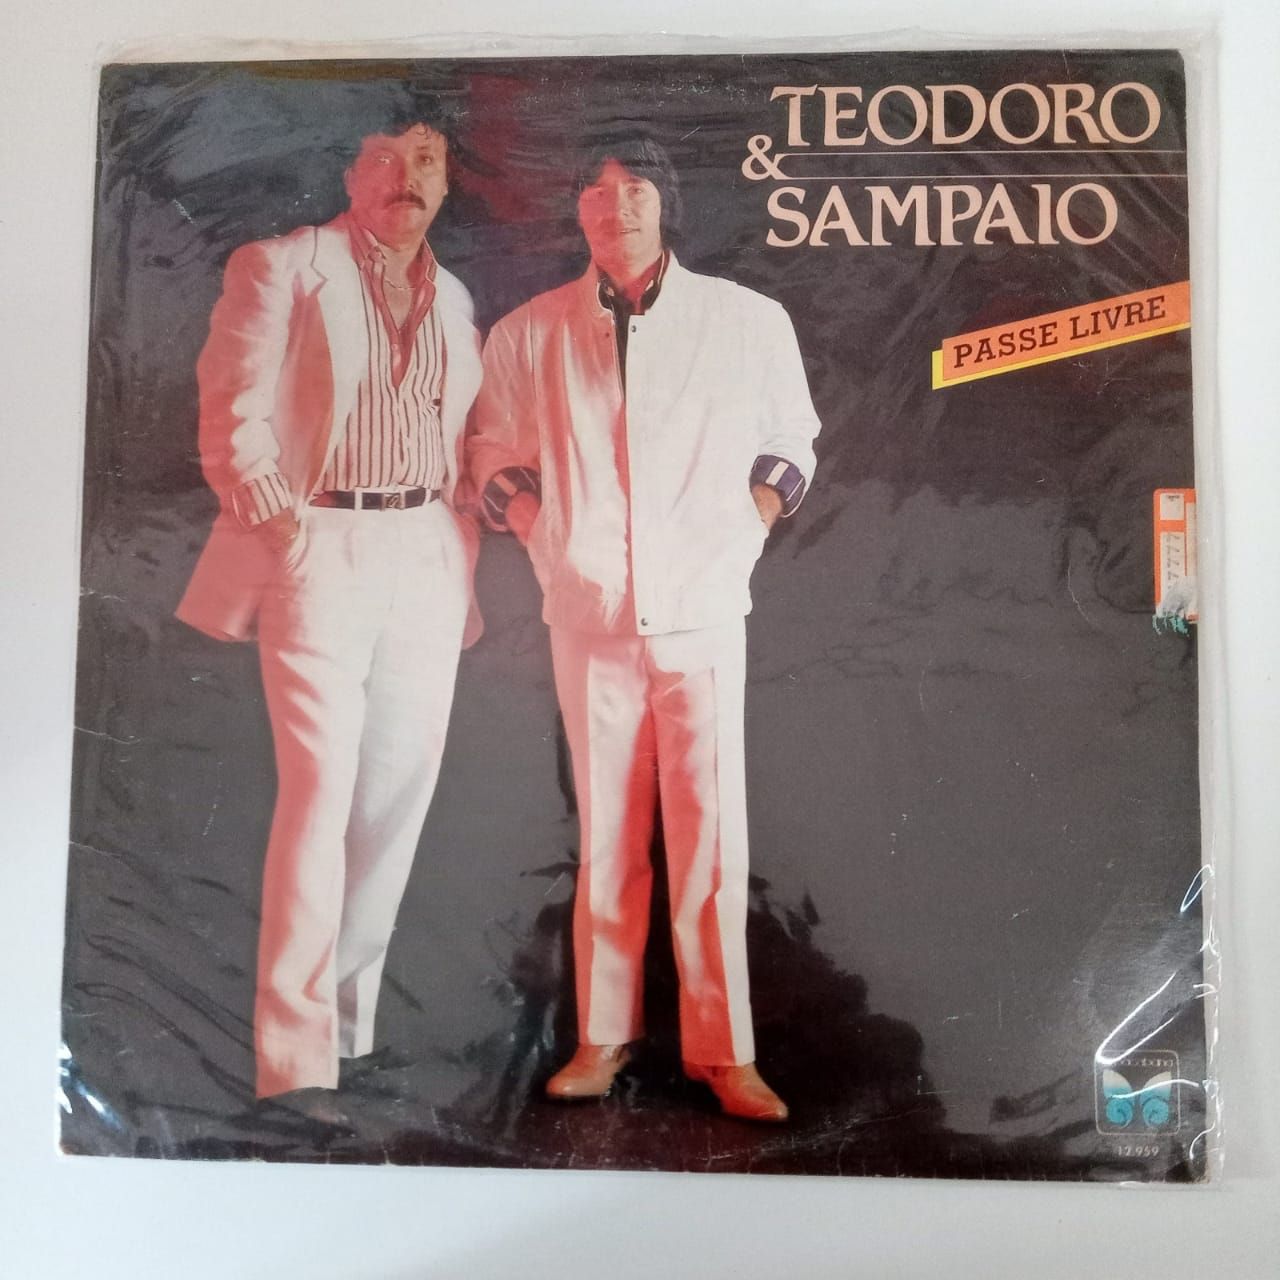 TEODORO
&
SAMPAIO
PASSE LIVRE
12.959